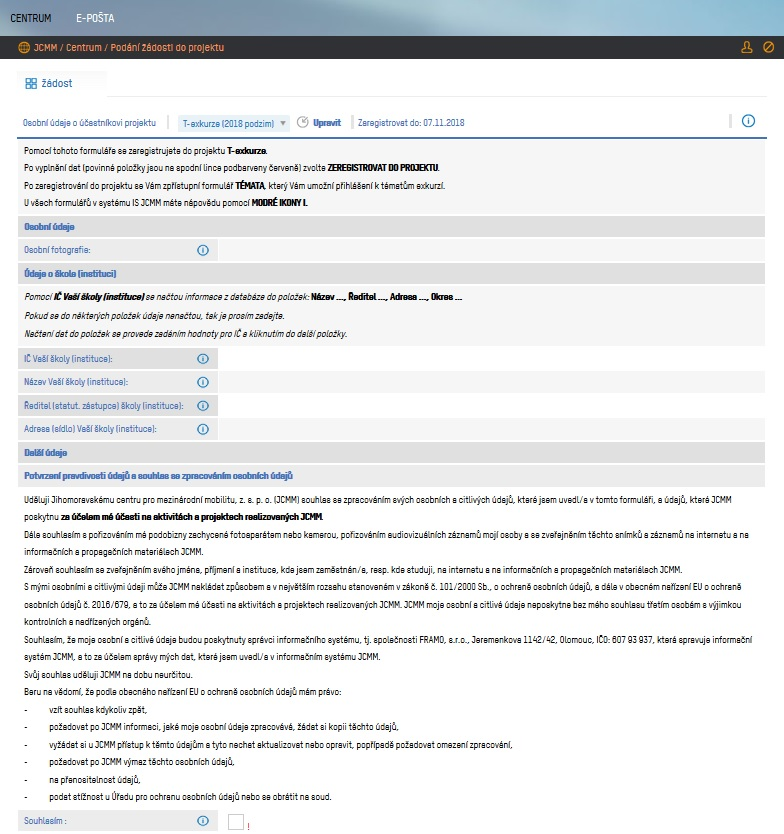 CENTRUM E-POŠTA
JCMM / Centrum / Podání žádosti do projektu
žádost
Osobní údaje o účastníkovi projektu T-exkurze (2018 podzim) Upravit Zaregistrovat do: 07.11.2018
Pomocí tohoto formuláře se zaregistrujete do projektu T-exkurze.
Po vyplnění dat (povinné položky jsou na spodní lince podbarveny červeně) zvolte ZEREGISTROVAT DO PROJEKTU.
Po zaregistrování do projektu se Vám zpřístupní formulář TÉMATA, který Vám umožní přihlášení k tématům exkurzí.
U všech formulářů v systému IS JCMM máte nápovědu pomocí MODRÉ IKONY I.
Osobní údaje
Osobní fotografie:
Údaje o škole (instituci)
Pomocí IČ Vaší školy (instituce) se načtou informace z databáze do položek: Název ..., Ředitel ..., Adresa ..., Okres ...
Pokud se do některých položek údaje nenačtou, tak je prosím zadejte.
Načtení dat do položek se provede zadáním hodnoty pro IČ a kliknutím do další položky.
IČ Vaší školy (instituce):
Název Vaší školy (instituce):
Ředitel (statut. zástupce) školy (instituce):
Adresa (sídlo) Vaší školy (instituce):
Další údaje
Potvrzení pravdivosti údajů a souhlas se zpracováním osobních údajů
Uděluji Jihomoravskému centru pro mezinárodní mobilitu, z. s. p. o. (JCMM) souhlas se zpracováním svých osobních a citlivých údajů, které jsem uvedl/a v tomto formuláři, a údajů, které JCMM
poskytnu za účelem mé účasti na aktivitách a projektech realizovaných JCMM.
Dále souhlasím s pořizováním mé podobizny zachycené fotoaparátem nebo kamerou, pořizováním audiovizuálních záznamů mojí osoby a se zveřejněním těchto snímků a záznamů na internetu a na
informačních a propagačních materiálech JCMM.
Zároveň souhlasím se zveřejněním svého jména, příjmení a instituce, kde jsem zaměstnán/a, resp. kde studuji, na internetu a na informačních a propagačních materiálech JCMM.
S mými osobními a citlivými údaji může JCMM nakládat způsobem a v největším rozsahu stanoveném v zákoně č. 101/2000 Sb., o ochraně osobních údajů, a dále v obecném nařízení EU o ochraně
osobních údajů č. 2016/679, a to za účelem mé účasti na aktivitách a projektech realizovaných JCMM. JCMM moje osobní a citlivé údaje neposkytne bez mého souhlasu třetím osobám s výjimkou
kontrolních a nadřízených orgánů.
Souhlasím, že moje osobní a citlivé údaje budou poskytnuty správci informačního systému, tj. společnosti FRAMO, s.r.o., Jeremenkova 1142/42, Olomouc, IČO: 607 93 937, která spravuje informační
systém JCMM, a to za účelem správy mých dat, které jsem uvedl/a v informačním systému JCMM.
Svůj souhlas uděluji JCMM na dobu neurčitou.
Beru na vědomí, že podle obecného nařízení EU o ochraně osobních údajů mám právo:
- vzít souhlas kdykoliv zpět,
- požadovat po JCMM informaci, jaké moje osobní údaje zpracovává, žádat si kopii těchto údajů,
- vyžádat si u JCMM přístup k těmto údajům a tyto nechat aktualizovat nebo opravit, popřípadě požadovat omezení zpracování,
- požadovat po JCMM výmaz těchto osobních údajů,
- na přenositelnost údajů,
- podat stížnost u Úřadu pro ochranu osobních údajů nebo se obrátit na soud.
Souhlasím : !